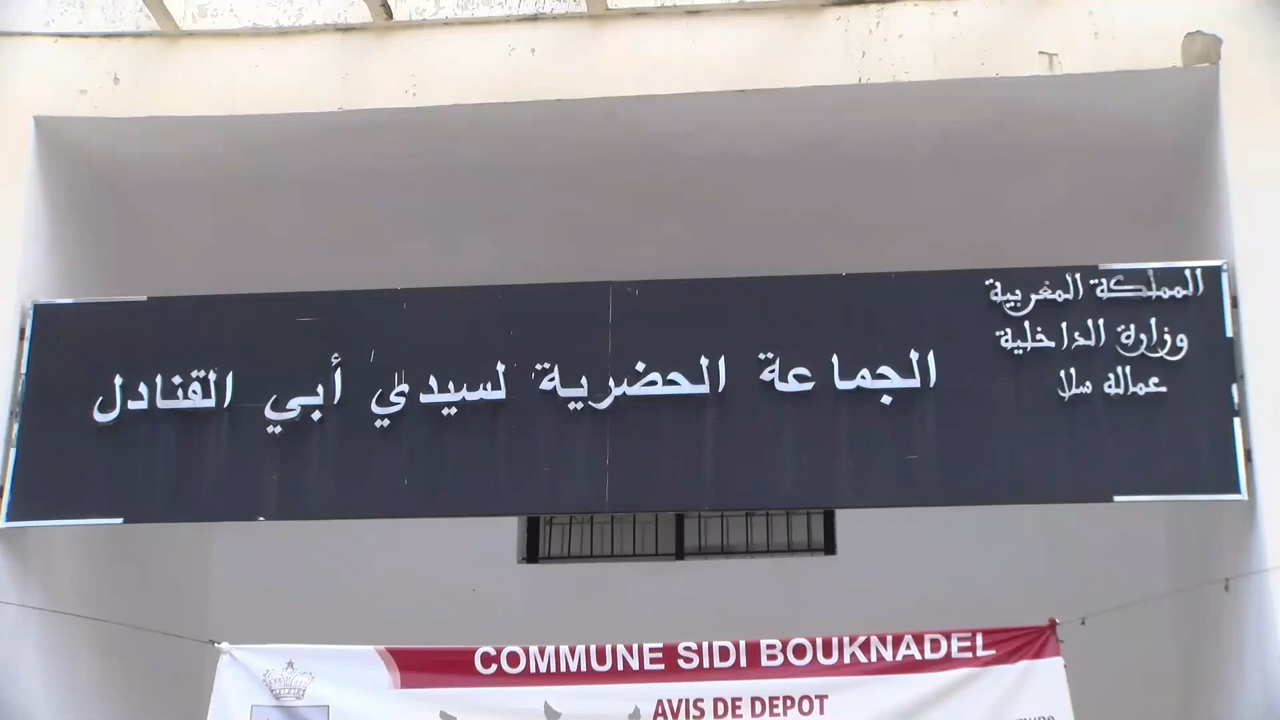 المملكة المغربية
وزارة الداخلية
عمالة سلا
الجماعة الحضرية لسيدي أبي القنادل
COMMUNE SIDI BOUKNADEL
AVIS DE DEPOT